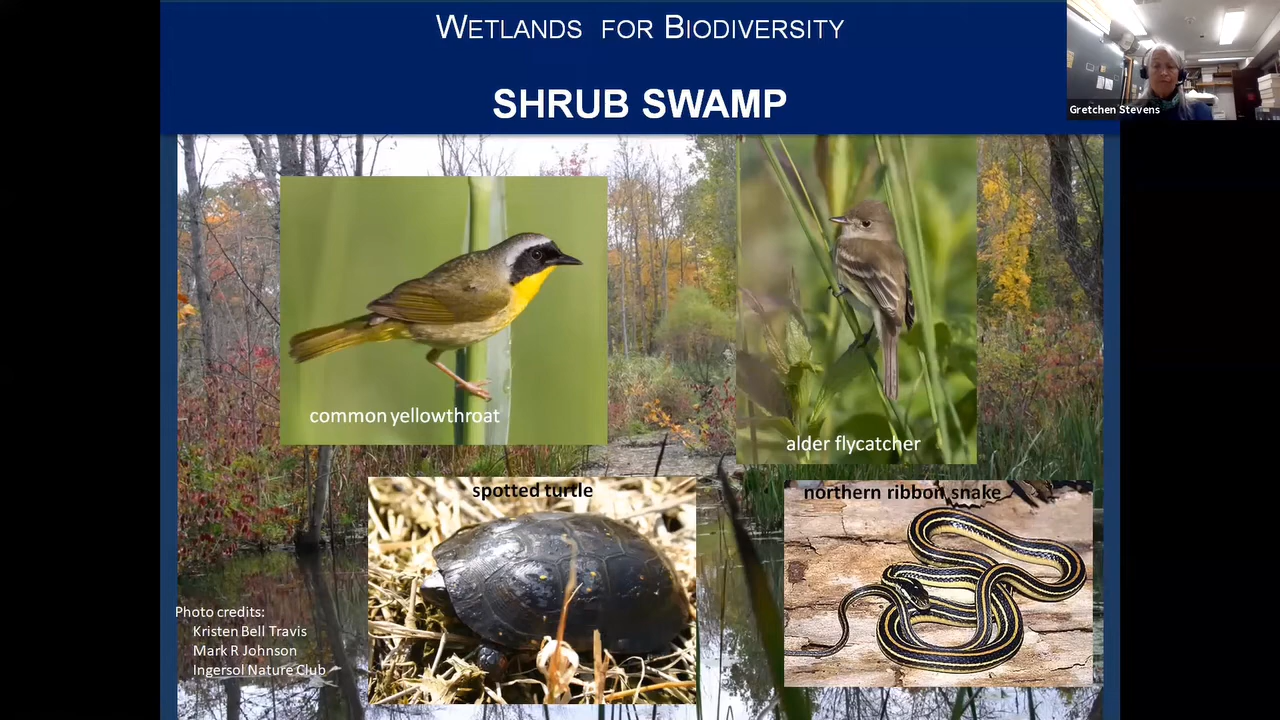 WETLANDS FOR BIODIVERSITY
SHRUB SWAMP
Gretchen Stevens
common yellowthroat
alder flycatcher
spotted turtle
northern ribbon snake
Photo credits:
Kristen Bell Travis
Mark R Johnson
Ingersol Nature Club